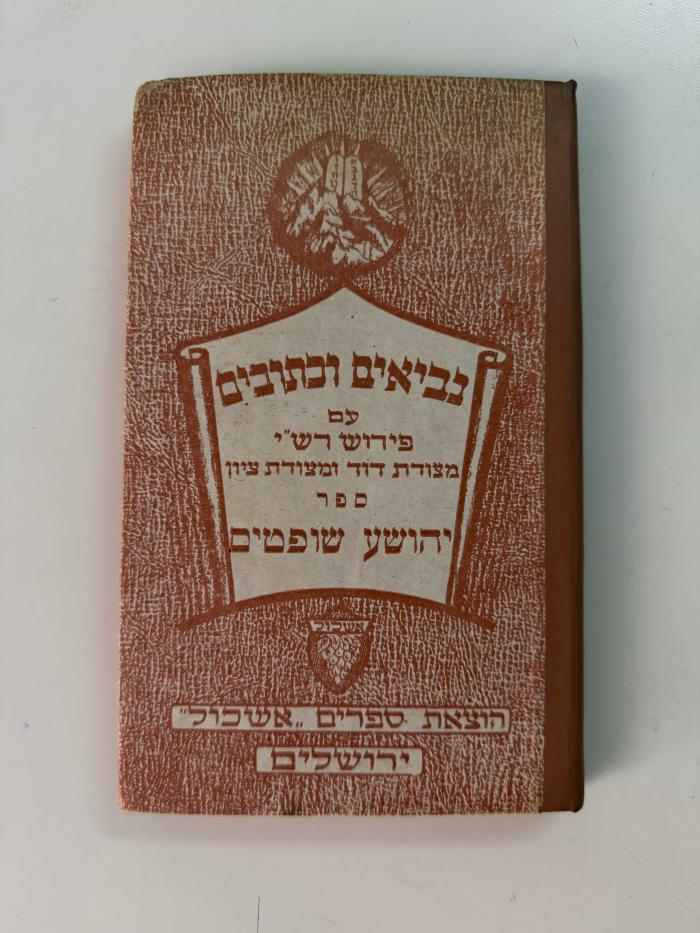 נביאים וכתובים
עם
פירוש רש"י
מצודת דוד ומצודת ציון
ספר
יהושע שופטים
אשכול
הוצאת ספרים „אשכול"
ירושלים